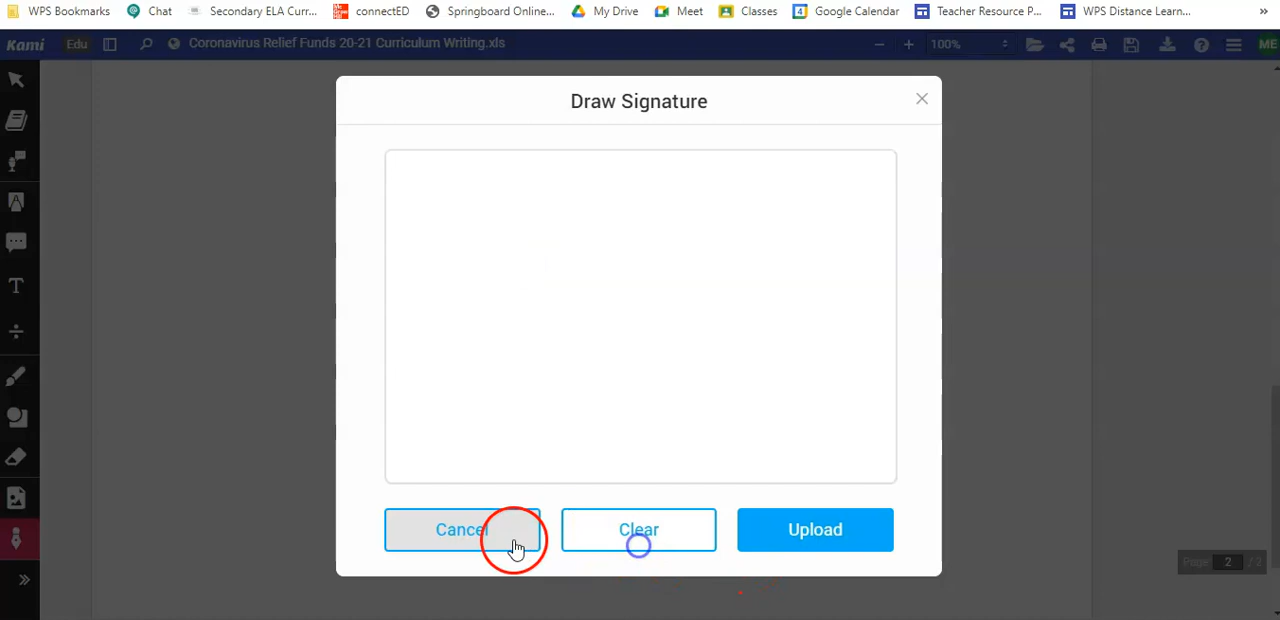 WPS Bookmarks Chat Secondary ELA Curr... connectED Springboard Online... My Drive Meet Classes 4 Google Calendar Teacher Resource P... WPS Distance Learn... »
Kami Edu Coronavirus Relief Funds 20-21 Curriculum Writing.xls 100% ME
Draw Signature
Cancel Clear Upload
Page 2 / 2